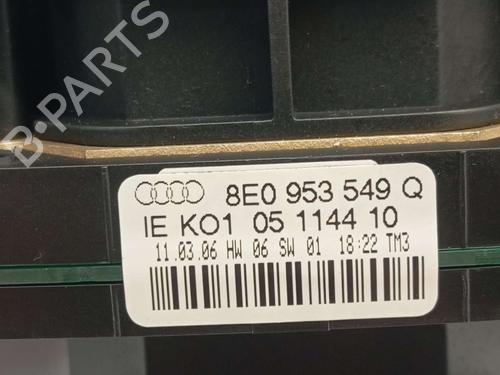 B-PARTS
8E0 953 549 Q
IE KO1 05 1144 10
11.03.06 HW 06 SW 01 18:22 TM3